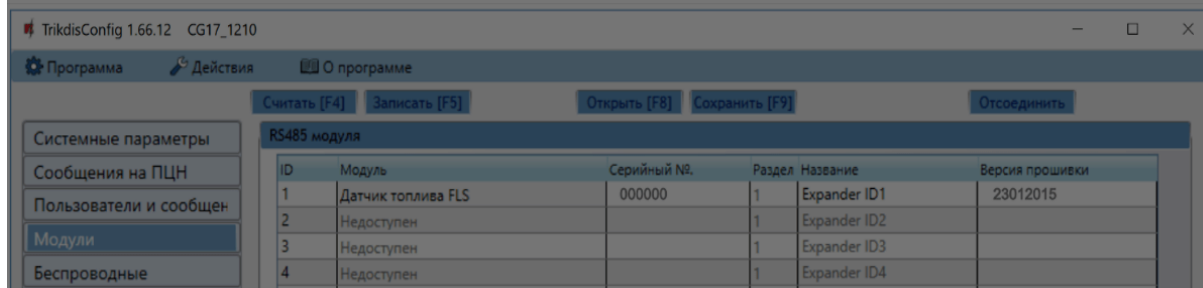 TrikdisConfig 1.66.12 CG17_1210
Программа Действия О программе
Считать [F4] Записать [F5] Открыть [F8] Сохранить [F9] Отсоединить
Системные параметры
Сообщения на ПЦН
Пользователи и сообщен
Модули
Беспроводные
RS485 модуля
ID Модуль Серийный №. Раздел Название Версия прошивки
1 Датчик топлива FLS 000000 1 Expander ID1 23012015
2 Недоступен 1 Expander ID2
3 Недоступен 1 Expander ID3
4 Недоступен 1 Expander ID4